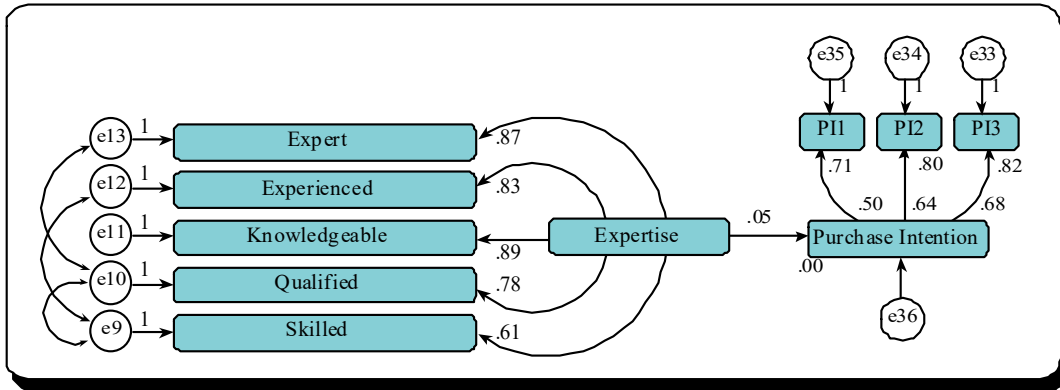 e35
e34
e33
1
1
1
e13
1
Expert
.87
PI1
PI2
PI3
e12
1
Experienced
.83
.71
.80
.82
e11
1
Knowledgeable
.89
Expertise
.05
.50
.64
.68
Purchase Intention
.00
e10
1
Qualified
.78
e9
1
Skilled
.61
e36